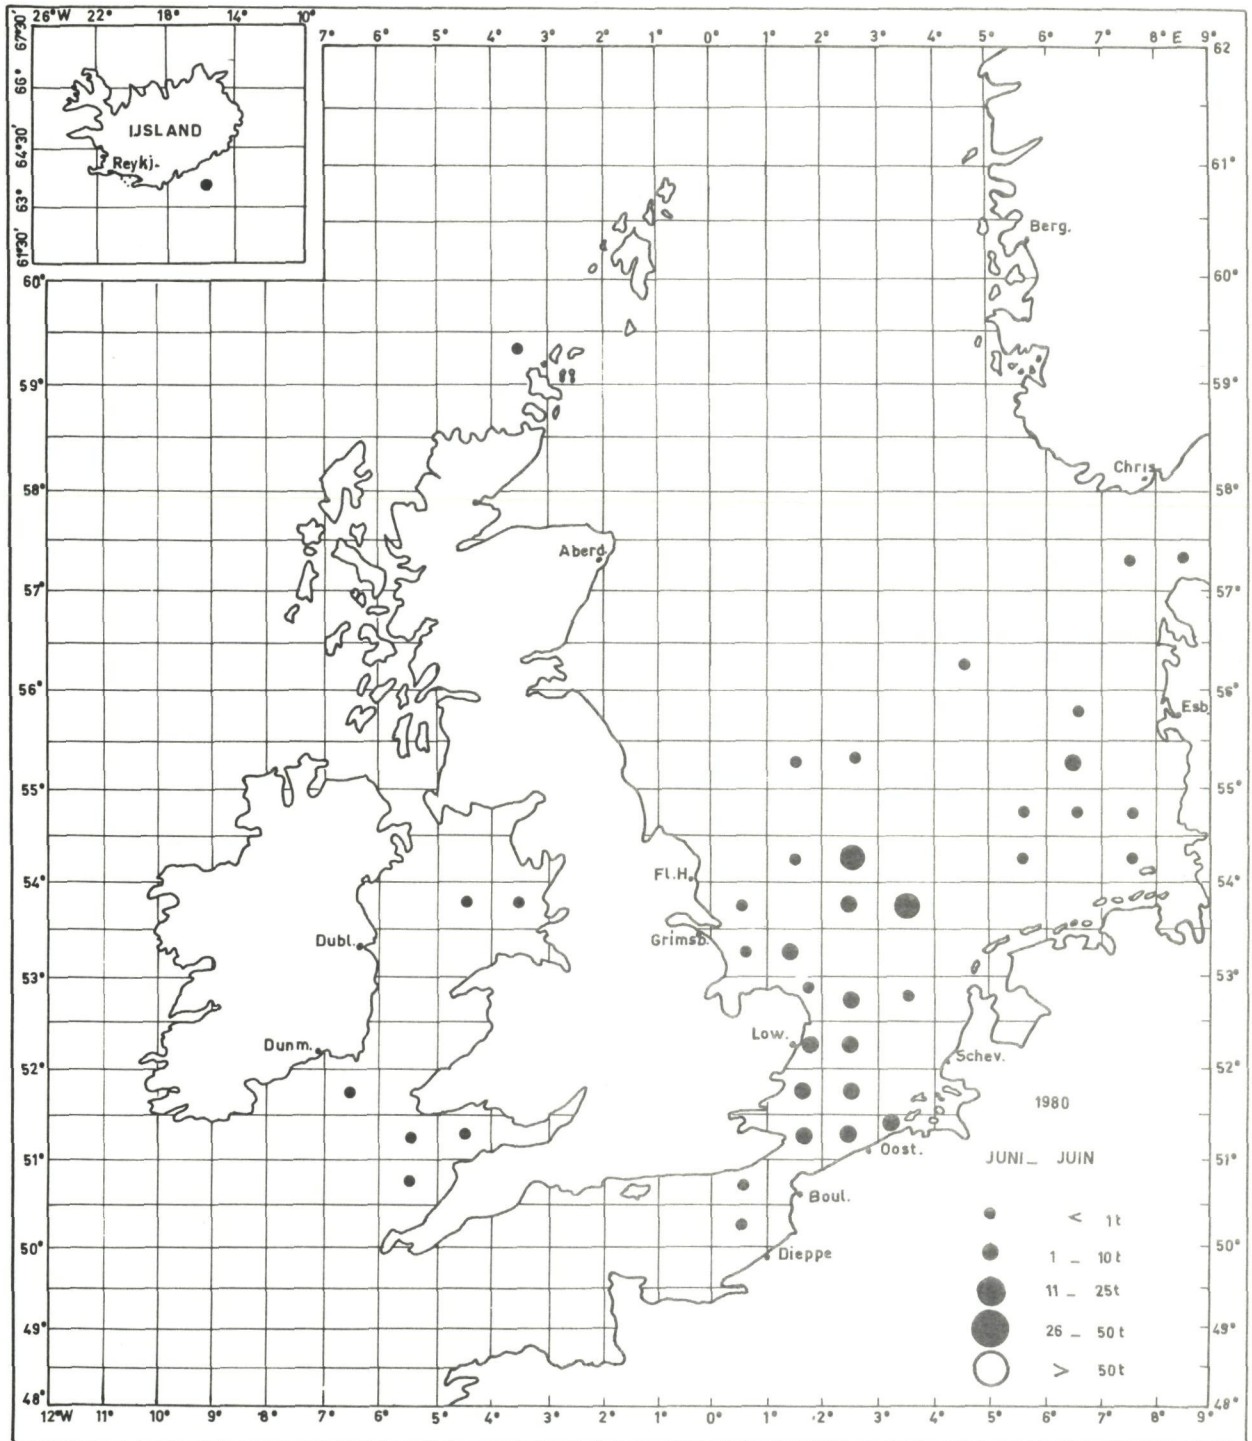 26°W 22° 18° 14° 10°
67°30' 66° 64°30' 63° 61°30'
IJSLAND
Reykj.
7° 6° 5° 4° 3° 2° 1° 0° 1° 2° 3° 4° 5° 6° 7° 8° E 9°
62
61°
60° 60°
59° 59°
58° 58°
57° 57°
56° 56°
55° 55°
54° 54°
53° 53°
52° 52°
51° 51°
50° 50°
49° 49°
48° 48°
Berg.
Chris
Aberd.
Esb
Fl.H.
Grimsb.
Dubl.
Low.
Dunm.
Schev.
Oost.
Boul.
Dieppe
1980
JUNI_ JUIN
< 1t
1 _ 10t
11 _ 25t
26 _ 50t
> 50t
12°W 11° 10° 9° 8° 7° 6° 5° 4° 3° 2° 1° 0° 1° 2° 3° 4° 5° 6° 7° 8° 9°